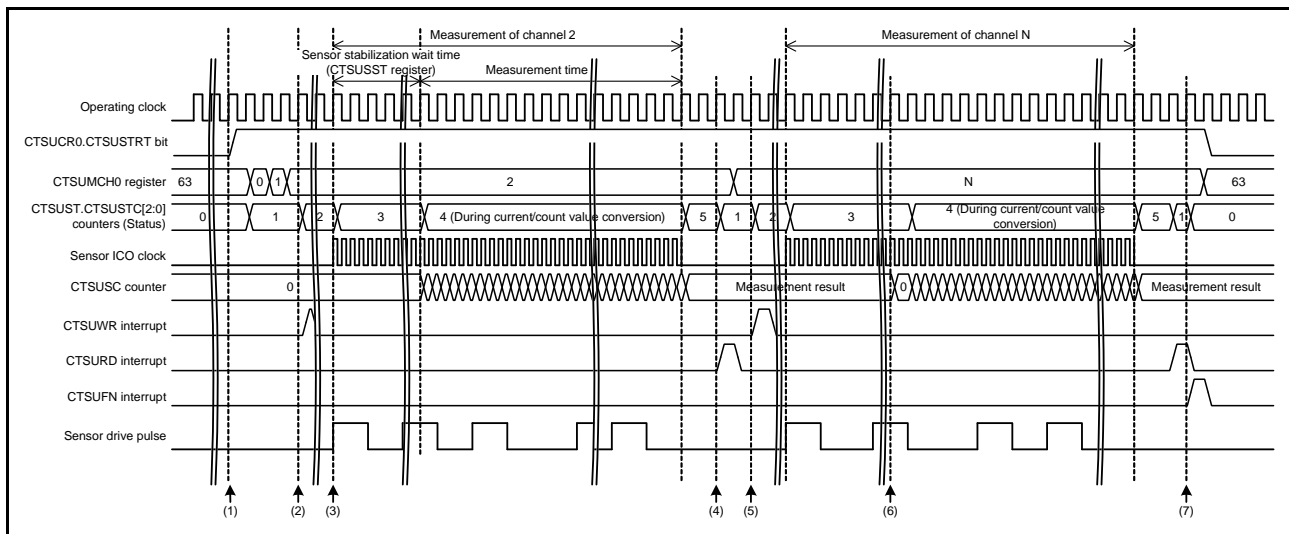 Measurement of channel 2
Measurement of channel N
Sensor stabilization wait time
(CTSUSST register)
Measurement time
Operating clock
CTSUCR0.CTSUSTRT bit
CTSUMCH0 register
63
0
1
2
N
63
CTSUST.CTSUSTC[2:0]
counters (Status)
0
1
2
3
4 (During current/count value conversion)
5
1
2
3
4 (During current/count value
conversion)
5
1
0
Sensor ICO clock
CTSUSC counter
0
Measurement result
0
Measurement result
CTSUWR interrupt
CTSURD interrupt
CTSUFN interrupt
Sensor drive pulse
(1)
(2)
(3)
(4)
(5)
(6)
(7)